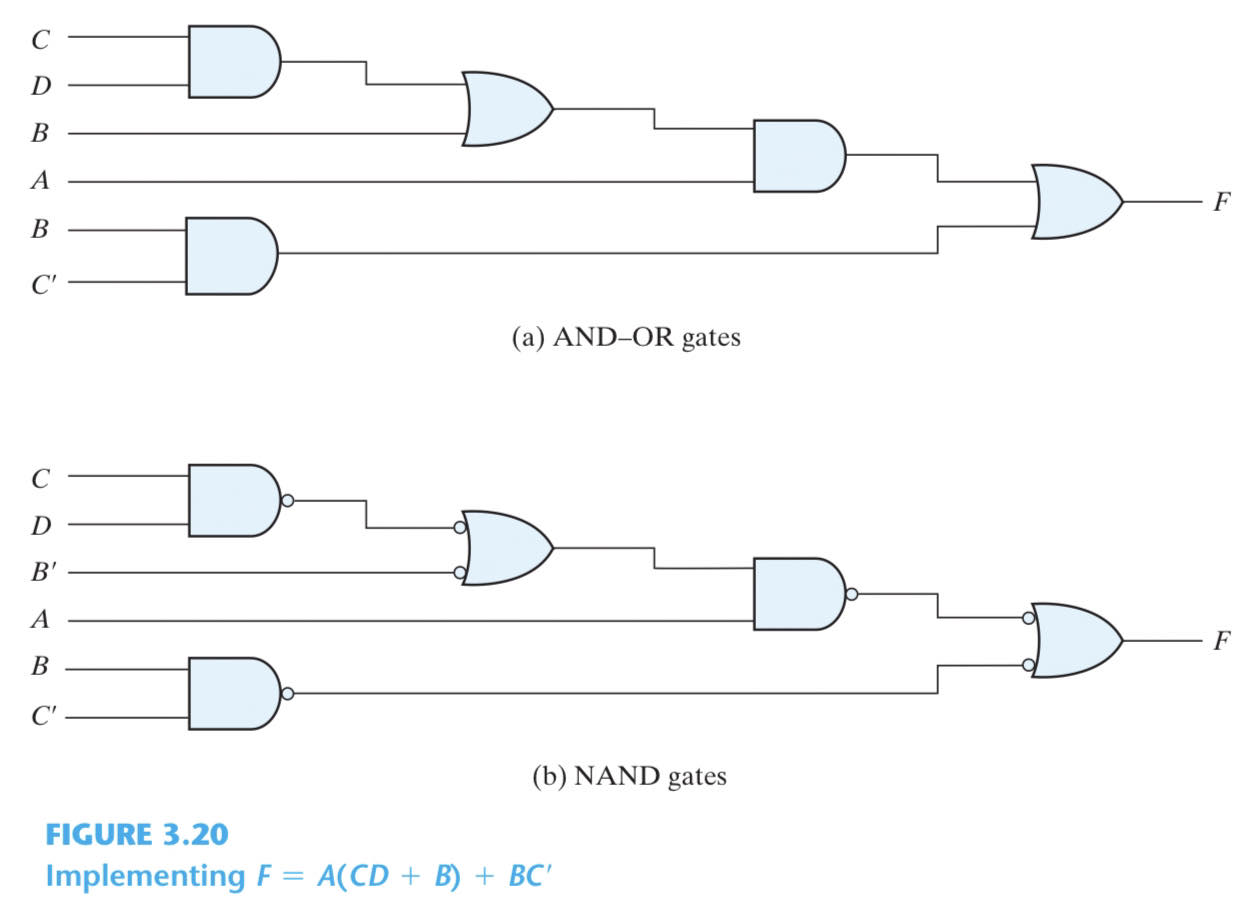 C
D
B
A
B
C′
F
(a) AND–OR gates
C
D
B′
A
B
C′
F
(b) NAND gates
FIGURE 3.20
Implementing F = A(CD + B) + BC′